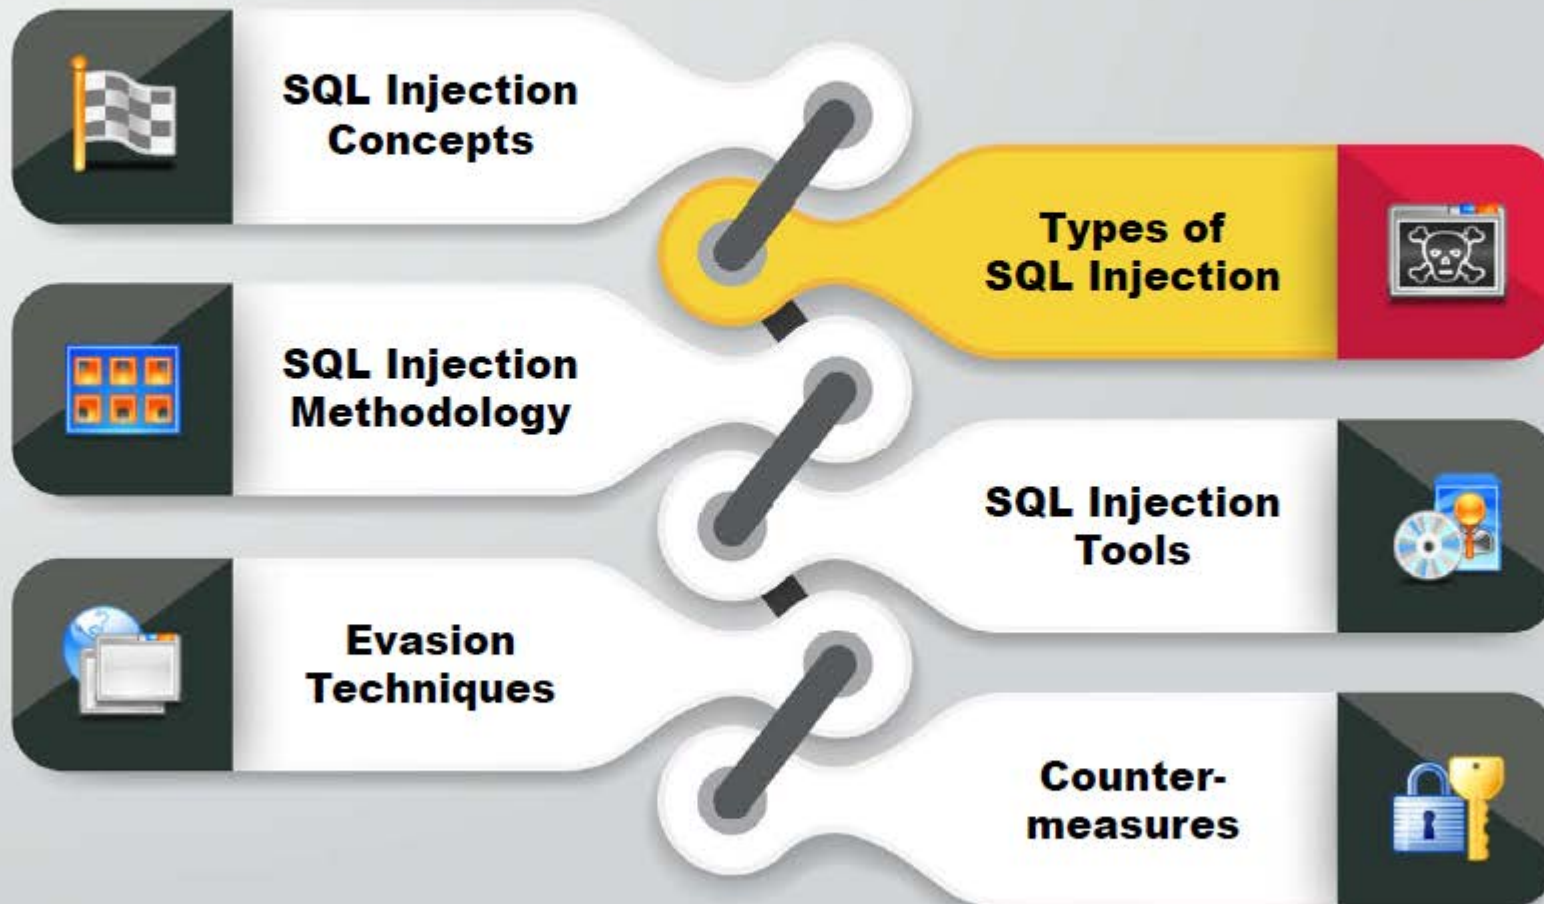 SQL Injection
Concepts
Types of
SQL Injection
SQL Injection
Methodology
SQL Injection
Tools
Evasion
Techniques
Counter-
measures